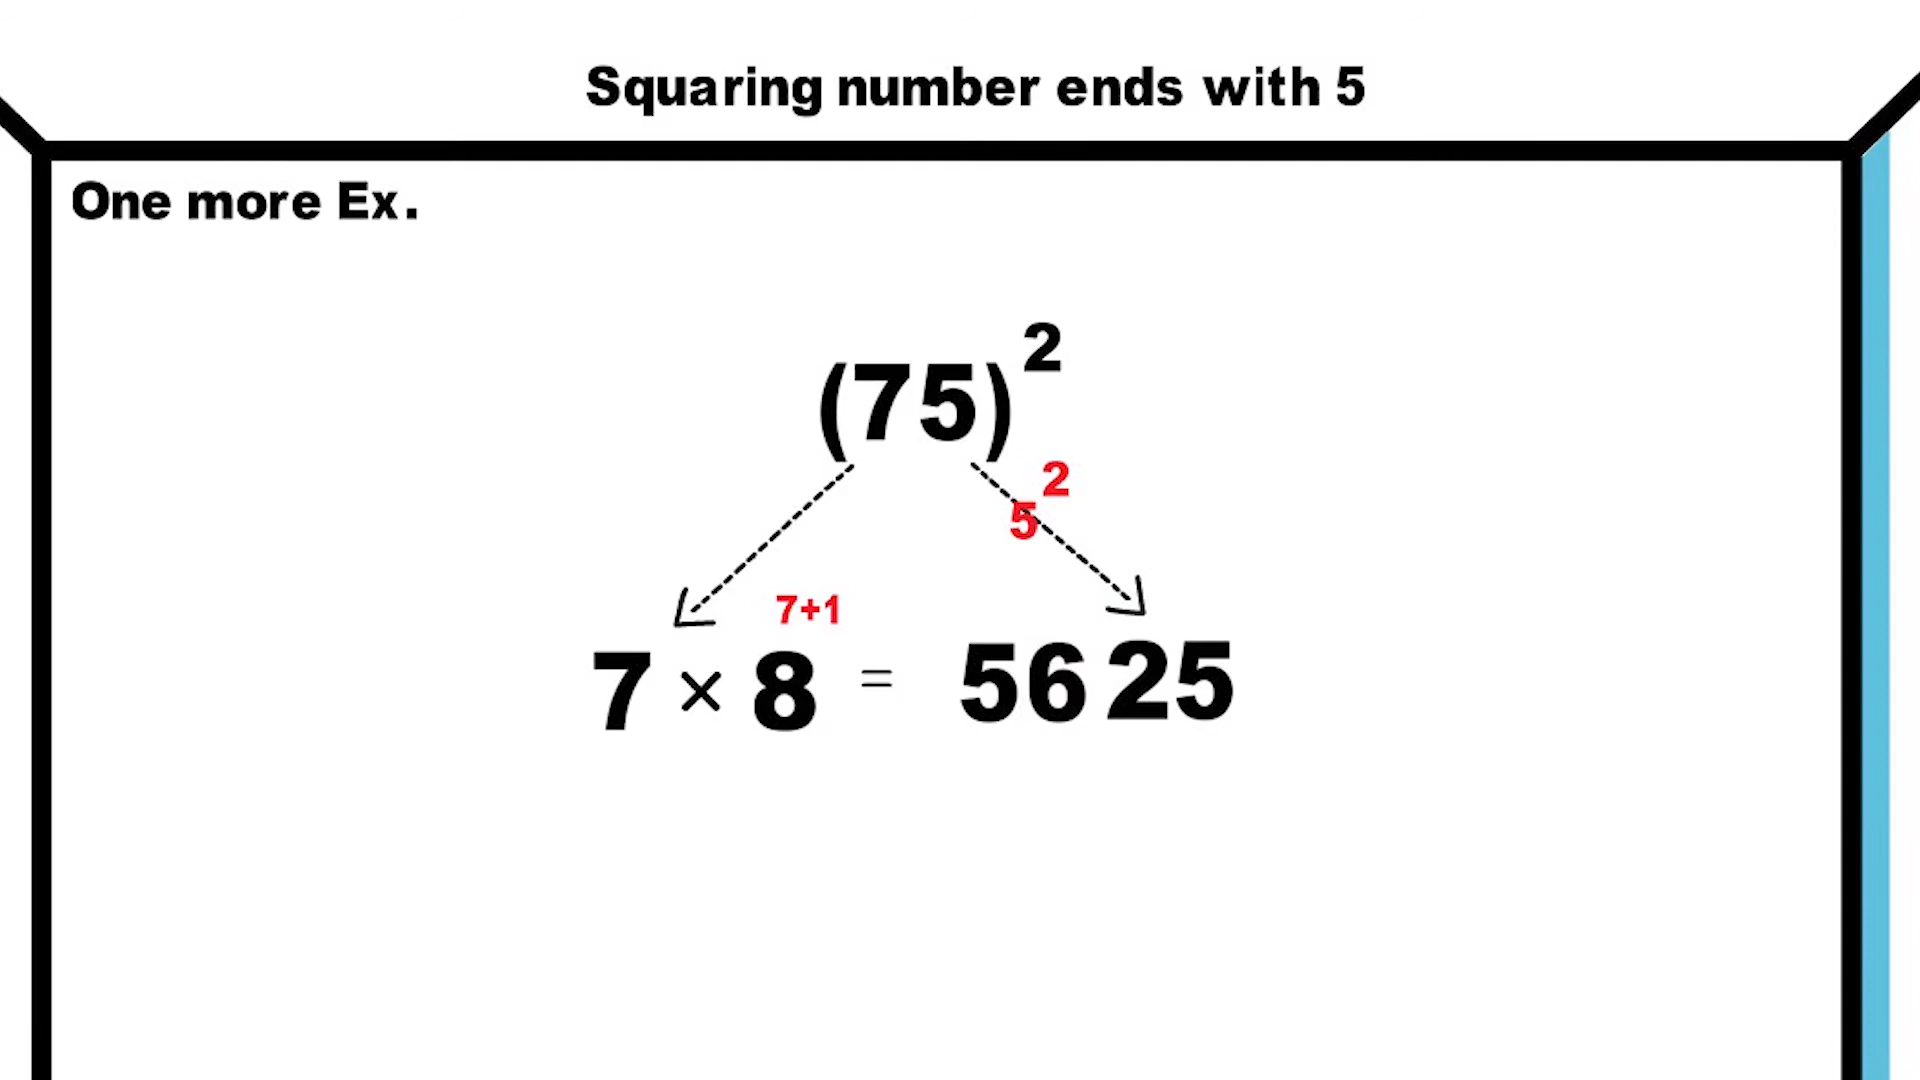 Squaring number ends with 5
One more Ex.
(75)²
5²
7+1
7 × 8 = 5625